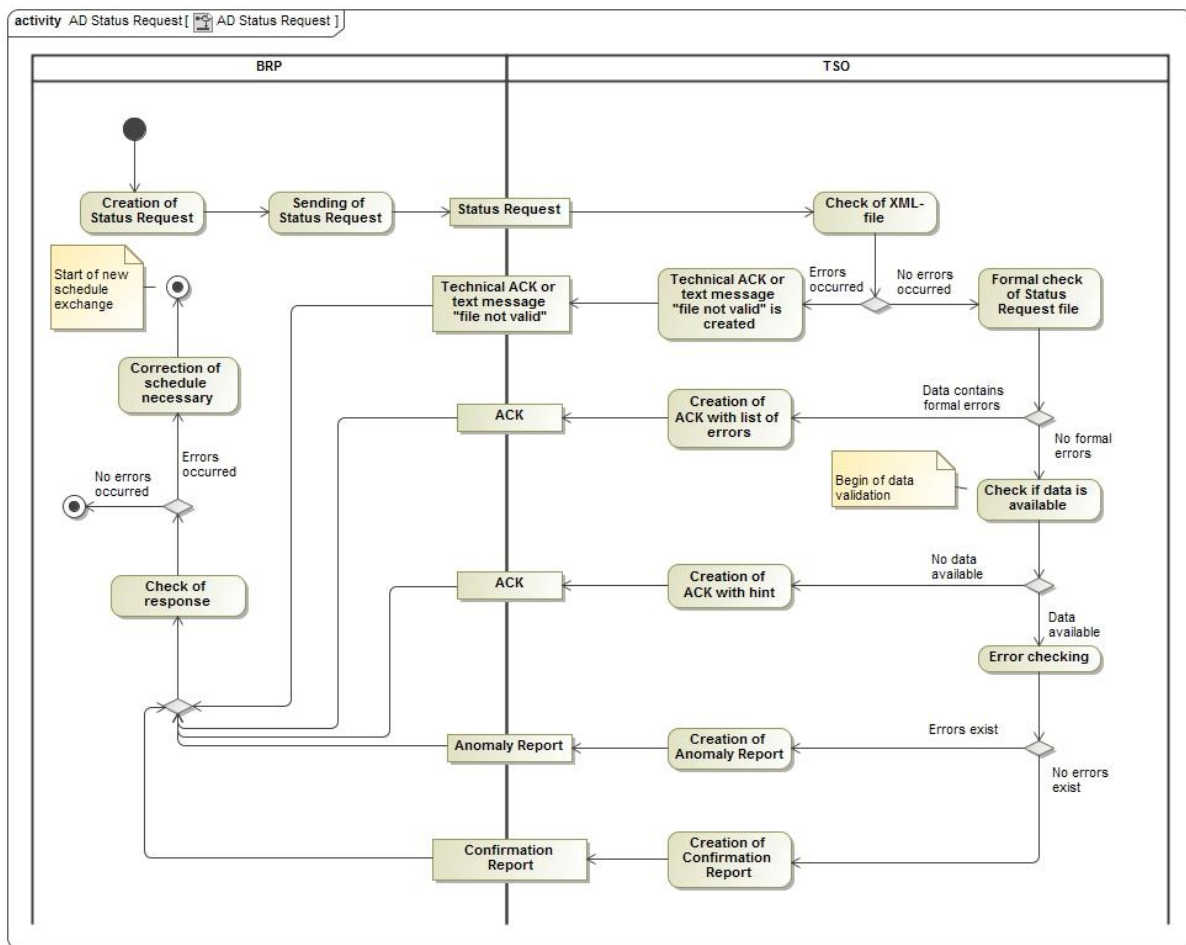 activity AD Status Request [ AD Status Request ]
BRP
TSO
Creation of
Status Request
Sending of
Status Request
Status Request
Check of XML-
file
Start of new
schedule
exchange
Technical ACK or
text message
"file not valid"
Technical ACK or
text message
"file not valid" is
created
Errors
occurred
No errors
occurred
Formal check
of Status
Request file
Correction of
schedule
necessary
ACK
Creation of
ACK with list of
errors
Data contains
formal errors
No formal
errors
No errors
occurred
Errors
occurred
Begin of data
validation
Check if data is
available
Check of
response
ACK
Creation of
ACK with hint
No data
available
Data
available
Error checking
Anomaly Report
Creation of
Anomaly Report
Errors exist
No errors
exist
Confirmation
Report
Creation of
Confirmation
Report